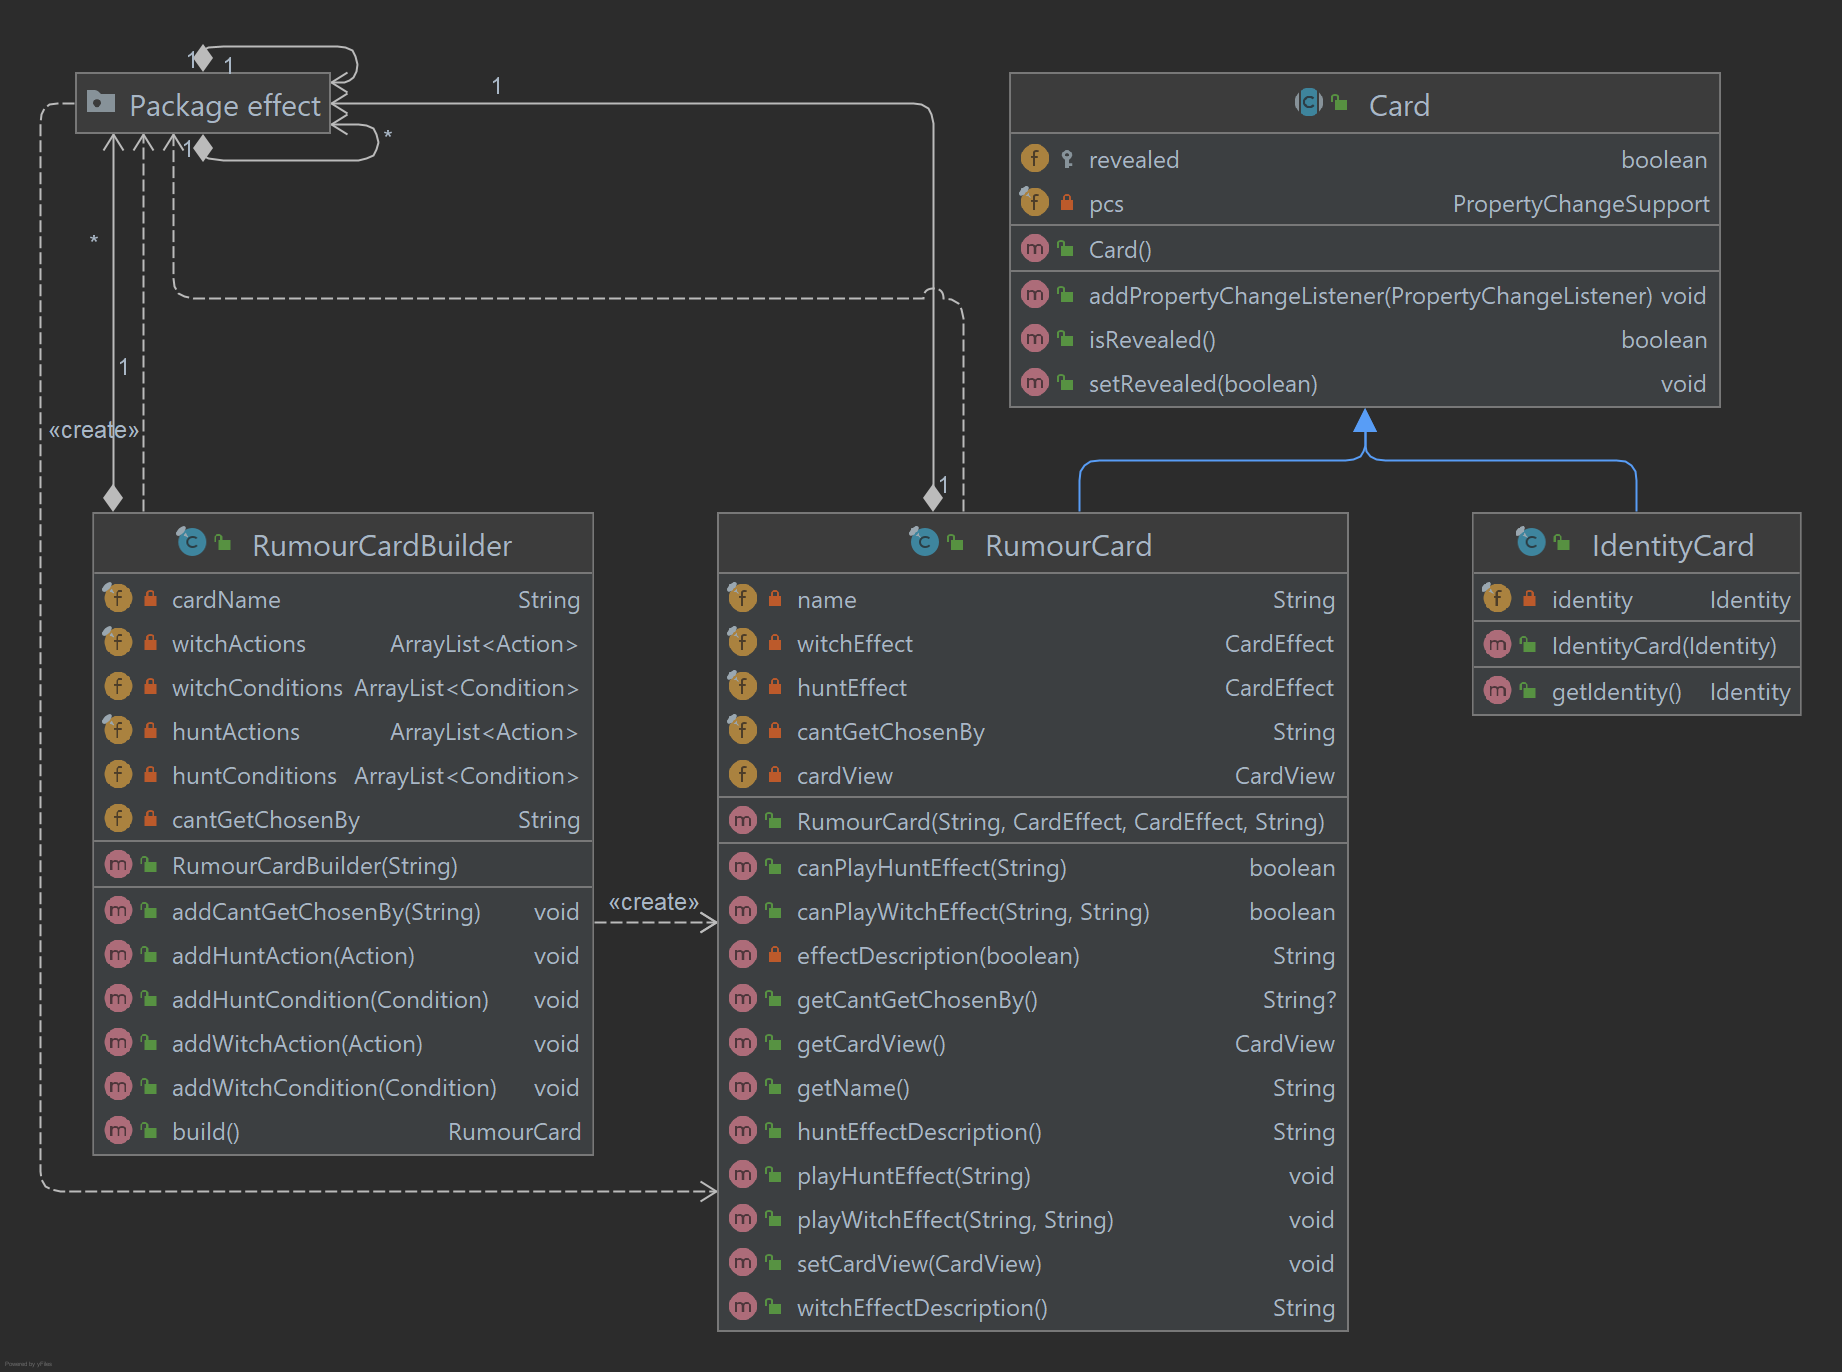 1
1
Package effect
1
*
*
1
«create»
Card
revealed boolean
pcs PropertyChangeSupport
Card()
addPropertyChangeListener(PropertyChangeListener) void
isRevealed() boolean
setRevealed(boolean) void
1
1
RumourCardBuilder
cardName String
witchActions ArrayList<Action>
witchConditions ArrayList<Condition>
huntActions ArrayList<Action>
huntConditions ArrayList<Condition>
cantGetChosenBy String
RumourCardBuilder(String)
addCantGetChosenBy(String) void
addHuntAction(Action) void
addHuntCondition(Condition) void
addWitchAction(Action) void
addWitchCondition(Condition) void
build() RumourCard
«create»
RumourCard
name String
witchEffect CardEffect
huntEffect CardEffect
cantGetChosenBy String
cardView CardView
RumourCard(String, CardEffect, CardEffect, String)
canPlayHuntEffect(String) boolean
canPlayWitchEffect(String, String) boolean
effectDescription(boolean) String
getCantGetChosenBy() String?
getCardView() CardView
getName() String
huntEffectDescription() String
playHuntEffect(String) void
playWitchEffect(String, String) void
setCardView(CardView) void
witchEffectDescription() String
IdentityCard
identity Identity
IdentityCard(Identity)
getIdentity() Identity
Powered by yFiles